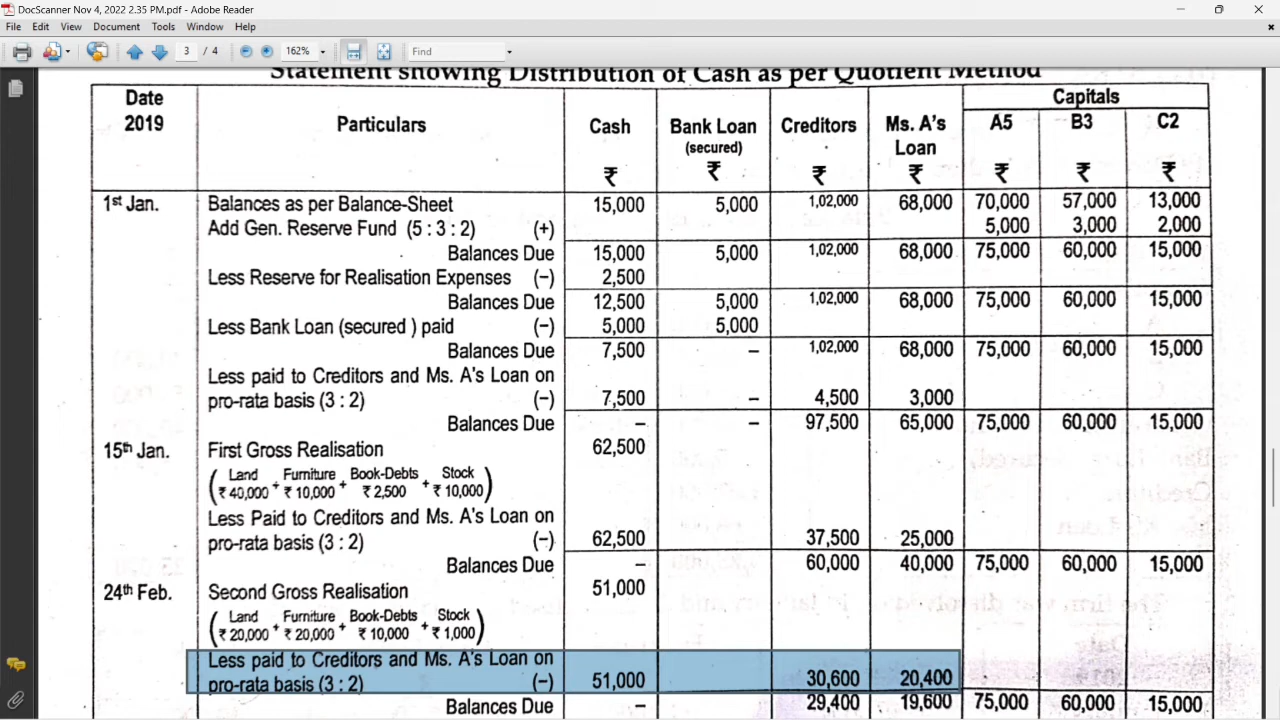 DocScanner Nov 4, 2022 2.35 PM.pdf - Adobe Reader
File Edit View Document Tools Window Help
3 / 4 162% Find
Statement showing Distribution of Cash as per Quotient Method
Date 2019 Particulars Cash ₹ Bank Loan (secured) ₹ Creditors ₹ Ms. A's Loan ₹ Capitals A5 ₹ B3 ₹ C2 ₹
1st Jan. Balances as per Balance-Sheet 15,000 5,000 1,02,000 68,000 70,000 57,000 13,000
Add Gen. Reserve Fund (5 : 3 : 2) (+) 5,000 3,000 2,000
Balances Due 15,000 5,000 1,02,000 68,000 75,000 60,000 15,000
Less Reserve for Realisation Expenses (–) 2,500
Balances Due 12,500 5,000 1,02,000 68,000 75,000 60,000 15,000
Less Bank Loan (secured ) paid (–) 5,000 5,000
Balances Due 7,500 – 1,02,000 68,000 75,000 60,000 15,000
Less paid to Creditors and Ms. A's Loan on
pro-rata basis (3 : 2) (–) 7,500 – 4,500 3,000
Balances Due – – 97,500 65,000 75,000 60,000 15,000
15th Jan. First Gross Realisation 62,500
(Land ₹ 40,000 + Furniture ₹ 10,000 + Book-Debts ₹ 2,500 + Stock ₹ 10,000)
Less Paid to Creditors and Ms. A's Loan on
pro-rata basis (3 : 2) (–) 62,500 37,500 25,000
Balances Due – 60,000 40,000 75,000 60,000 15,000
24th Feb. Second Gross Realisation 51,000
(Land ₹ 20,000 + Furniture ₹ 20,000 + Book-Debts ₹ 10,000 + Stock ₹ 1,000)
Less paid to Creditors and Ms. A's Loan on
pro-rata basis (3 : 2) (–) 51,000 30,600 20,400
Balances Due – 29,400 19,600 75,000 60,000 15,000